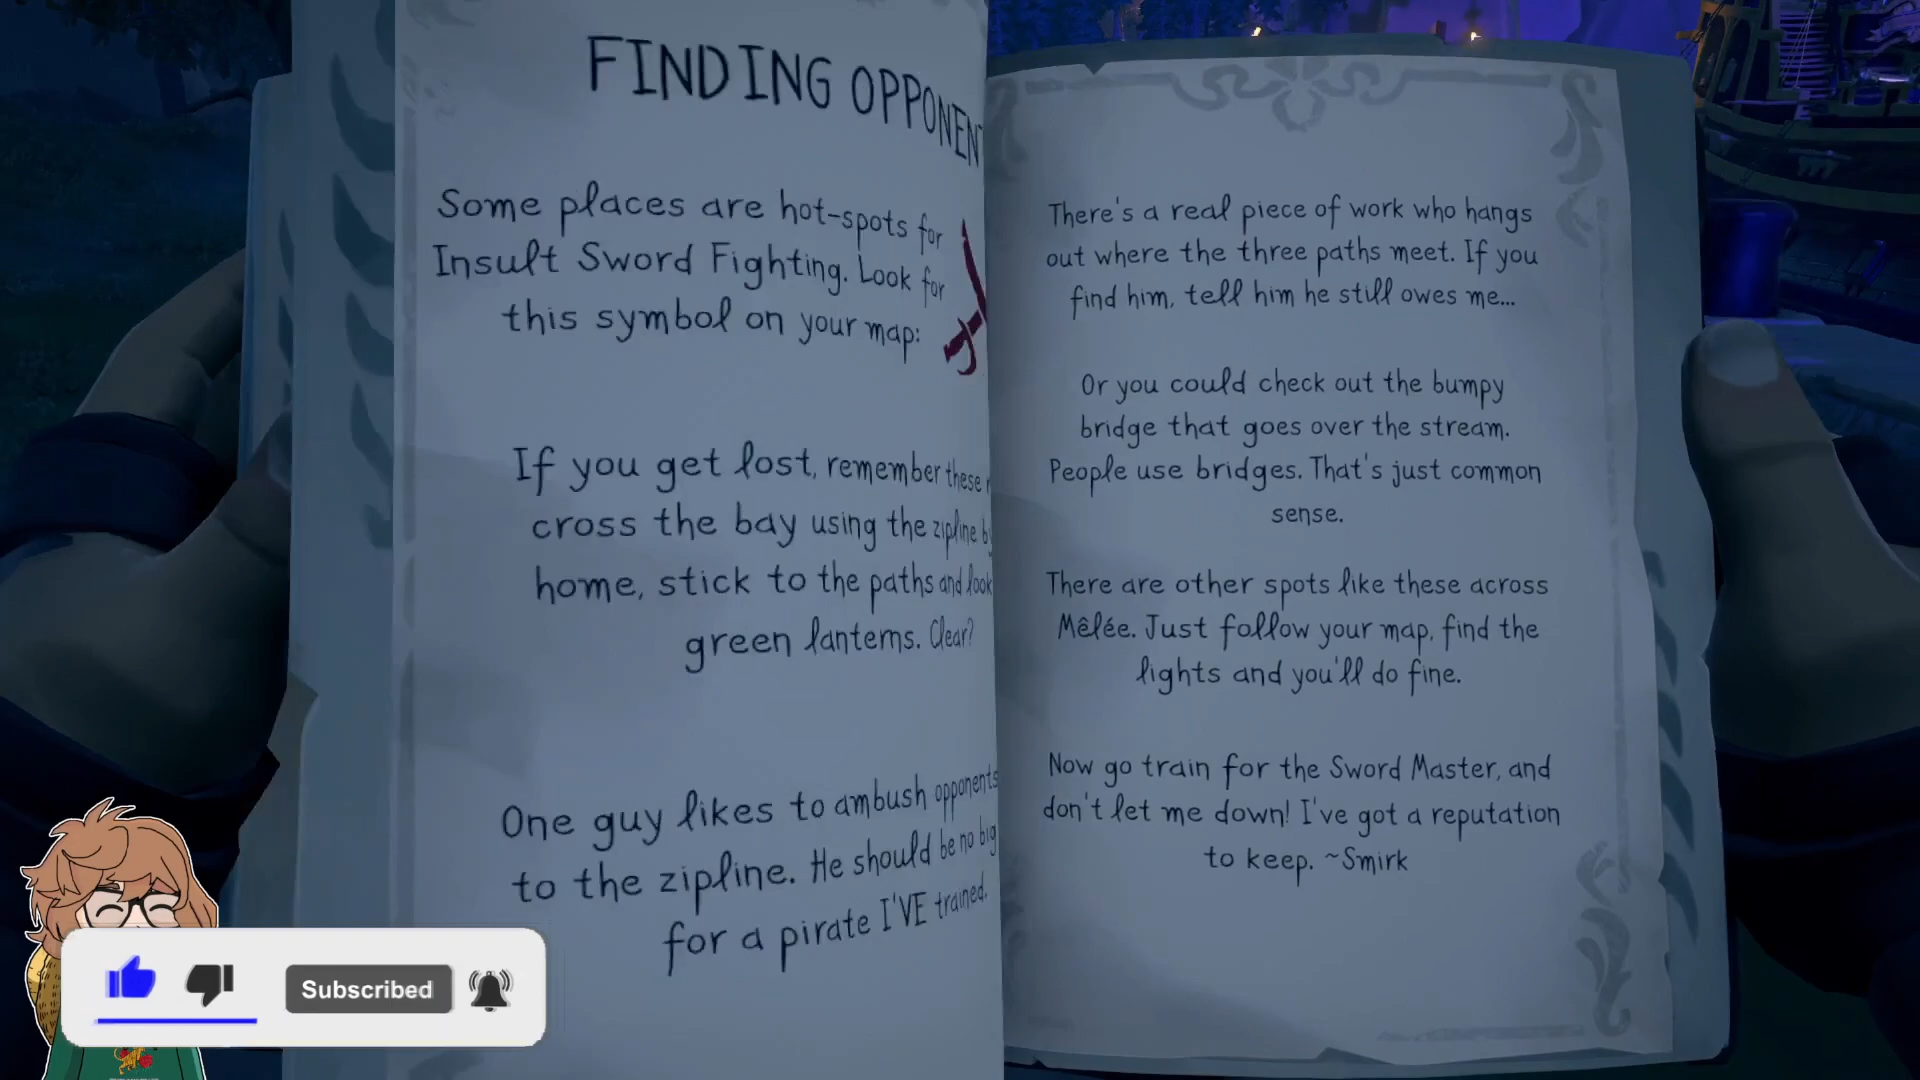 FINDING OPPONEN
Some places are hot-spots for
Insult Sword Fighting. Look for
this symbol on your map:
If you get lost, remember these
cross the bay using the zipline by
home, stick to the paths and look
green lanterns. Clear?
One guy likes to ambush opponents
to the zipline. He should be no big
for a pirate I'VE trained.
There's a real piece of work who hangs
out where the three paths meet. If you
find him, tell him he still owes me...
Or you could check out the bumpy
bridge that goes over the stream.
People use bridges. That's just common
sense.
There are other spots like these across
Mêlée. Just follow your map, find the
lights and you'll do fine.
Now go train for the Sword Master, and
don't let me down! I've got a reputation
to keep. ~Smirk
Subscribed